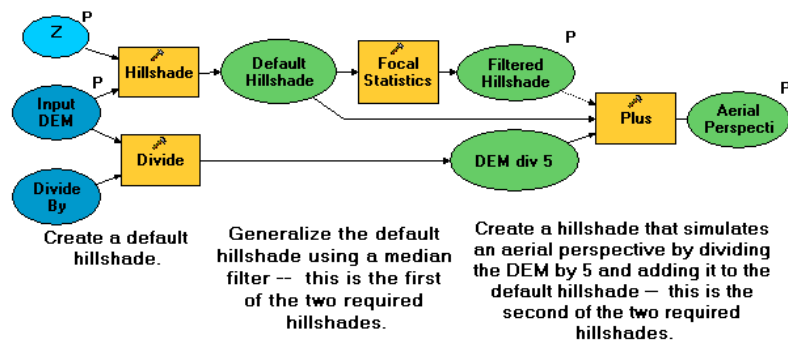 Z
P
Hillshade
Default
Hillshade
Focal
Statistics
Filtered
Hillshade
P
Input
DEM
P
Plus
Aerial
Perspecti
P
Divide
DEM div 5
Divide
By
Create a default
hillshade.
Generalize the default
hillshade using a median
filter -- this is the first
of the two required
hillshades.
Create a hillshade that simulates
an aerial perspective by dividing
the DEM by 5 and adding it to the
default hillshade — this is the
second of the two required
hillshades.